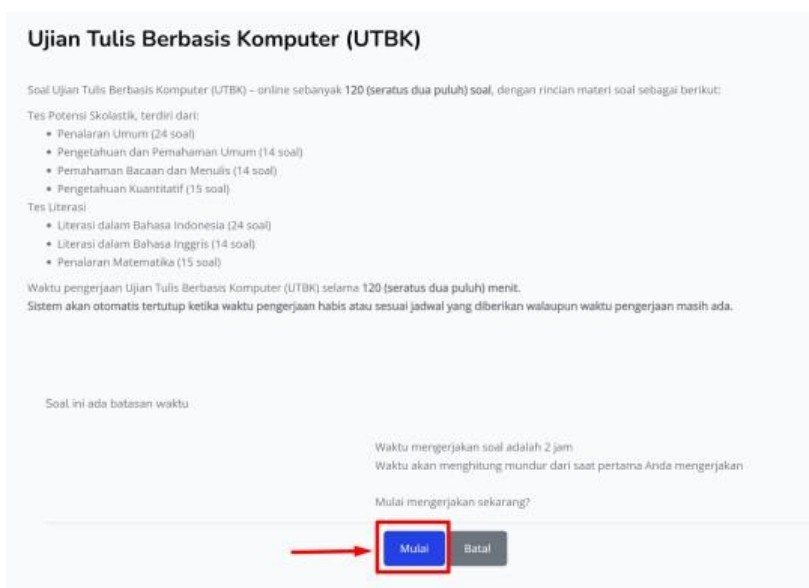 Ujian Tulis Berbasis Komputer (UTBK)
Soal Ujian Tulis Berbasis Komputer (UTBK) – online sebanyak 120 (seratus dua puluh) soal, dengan rincian materi soal sebagai berikut:
Tes Potensi Skolastik, terdiri dari:
• Penalaran Umum (24 soal)
• Pengetahuan dan Pemahaman Umum (14 soal)
• Pemahaman Bacaan dan Menulis (14 soal)
• Pengetahuan Kuantitatif (15 soal)
Tes Literasi
• Literasi dalam Bahasa Indonesia (24 soal)
• Literasi dalam Bahasa Inggris (14 soal)
• Penalaran Matematika (15 soal)
Waktu pengerjaan Ujian Tulis Berbasis Komputer (UTBK) selama 120 (seratus dua puluh) menit.
Sistem akan otomatis tertutup ketika waktu pengerjaan habis atau sesuai jadwal yang diberikan walaupun waktu pengerjaan masih ada.
Soal ini ada batasan waktu
Waktu mengerjakan soal adalah 2 jam
Waktu akan menghitung mundur dari saat pertama Anda mengerjakan
Mulai mengerjakan sekarang?
Mulai Batal